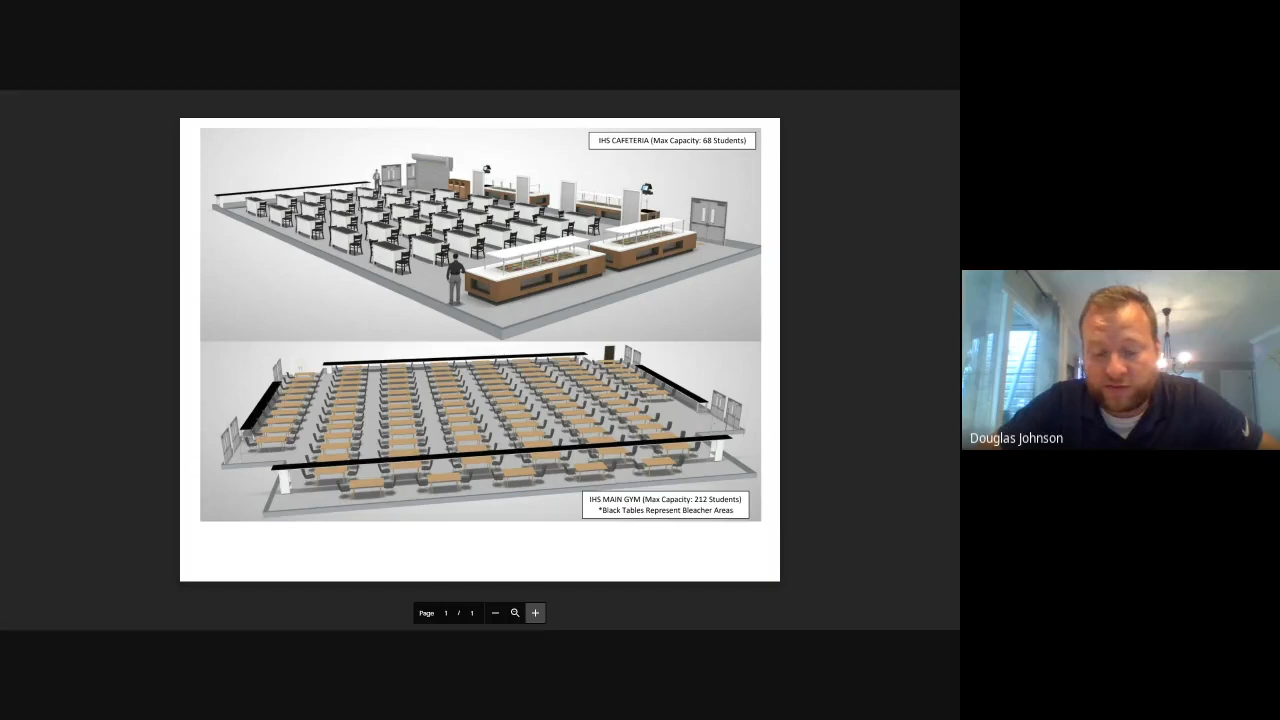 IHS CAFETERIA (Max Capacity: 68 Students)
IHS MAIN GYM (Max Capacity: 212 Students)
*Black Tables Represent Bleacher Areas
Page 1 / 1
Douglas Johnson